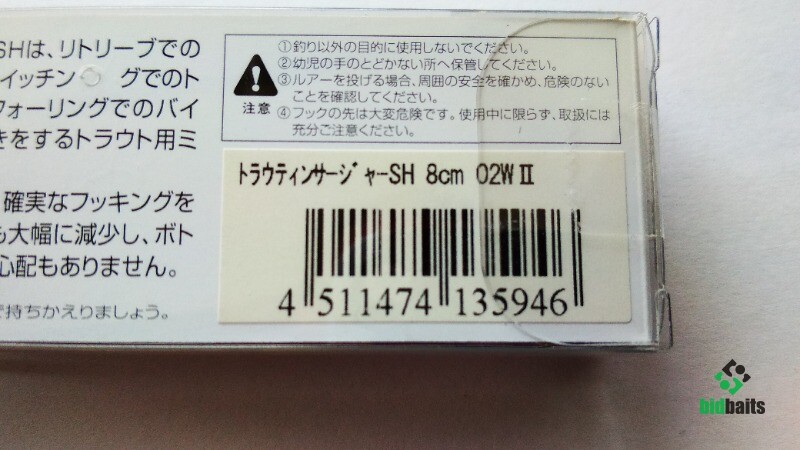 SHは、リトリーブでの
イッチン グでのト
フォーリングでのバイ
きをするトラウト用ミ
確実なフッキングを
も大幅に減少し、ボト
心配もありません。
で持ちかえりましょう。
注意
①釣り以外の目的に使用しないでください。
②幼児の手のとどかない所へ保管してください。
③ルアーを投げる場合、周囲の安全を確かめ、危険のない
ことを確認してください。
④フックの先は大変危険です。使用中に限らず、取扱には
充分ご注意ください。
トラウティンサージャーSH 8cm 02WⅡ
4 511474 135946
bidbaits